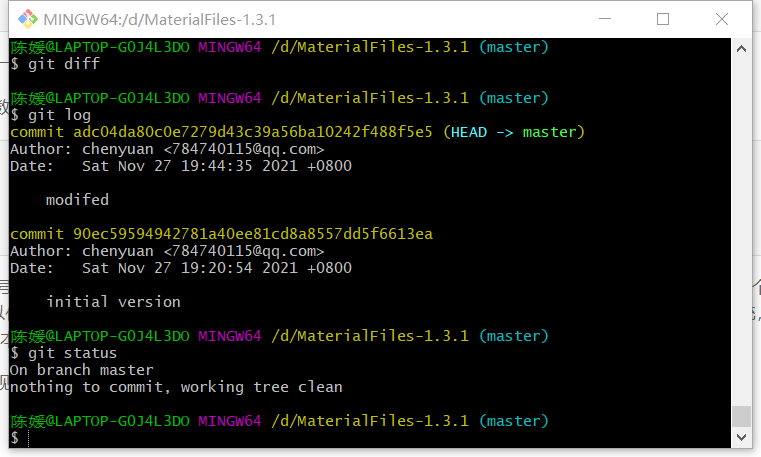 MINGW64:/d/MaterialFiles-1.3.1
陈媛@LAPTOP-G0J4L3DO MINGW64 /d/MaterialFiles-1.3.1 (master)
$ git diff
陈媛@LAPTOP-G0J4L3DO MINGW64 /d/MaterialFiles-1.3.1 (master)
$ git log
commit adc04da80c0e7279d43c39a56ba10242f488f5e5 (HEAD -> master)
Author: chenyuan <784740115@qq.com>
Date:   Sat Nov 27 19:44:35 2021 +0800
modifed
commit 90ec59594942781a40ee81cd8a8557dd5f6613ea
Author: chenyuan <784740115@qq.com>
Date:   Sat Nov 27 19:20:54 2021 +0800
initial version
陈媛@LAPTOP-G0J4L3DO MINGW64 /d/MaterialFiles-1.3.1 (master)
$ git status
On branch master
nothing to commit, working tree clean
陈媛@LAPTOP-G0J4L3DO MINGW64 /d/MaterialFiles-1.3.1 (master)
$